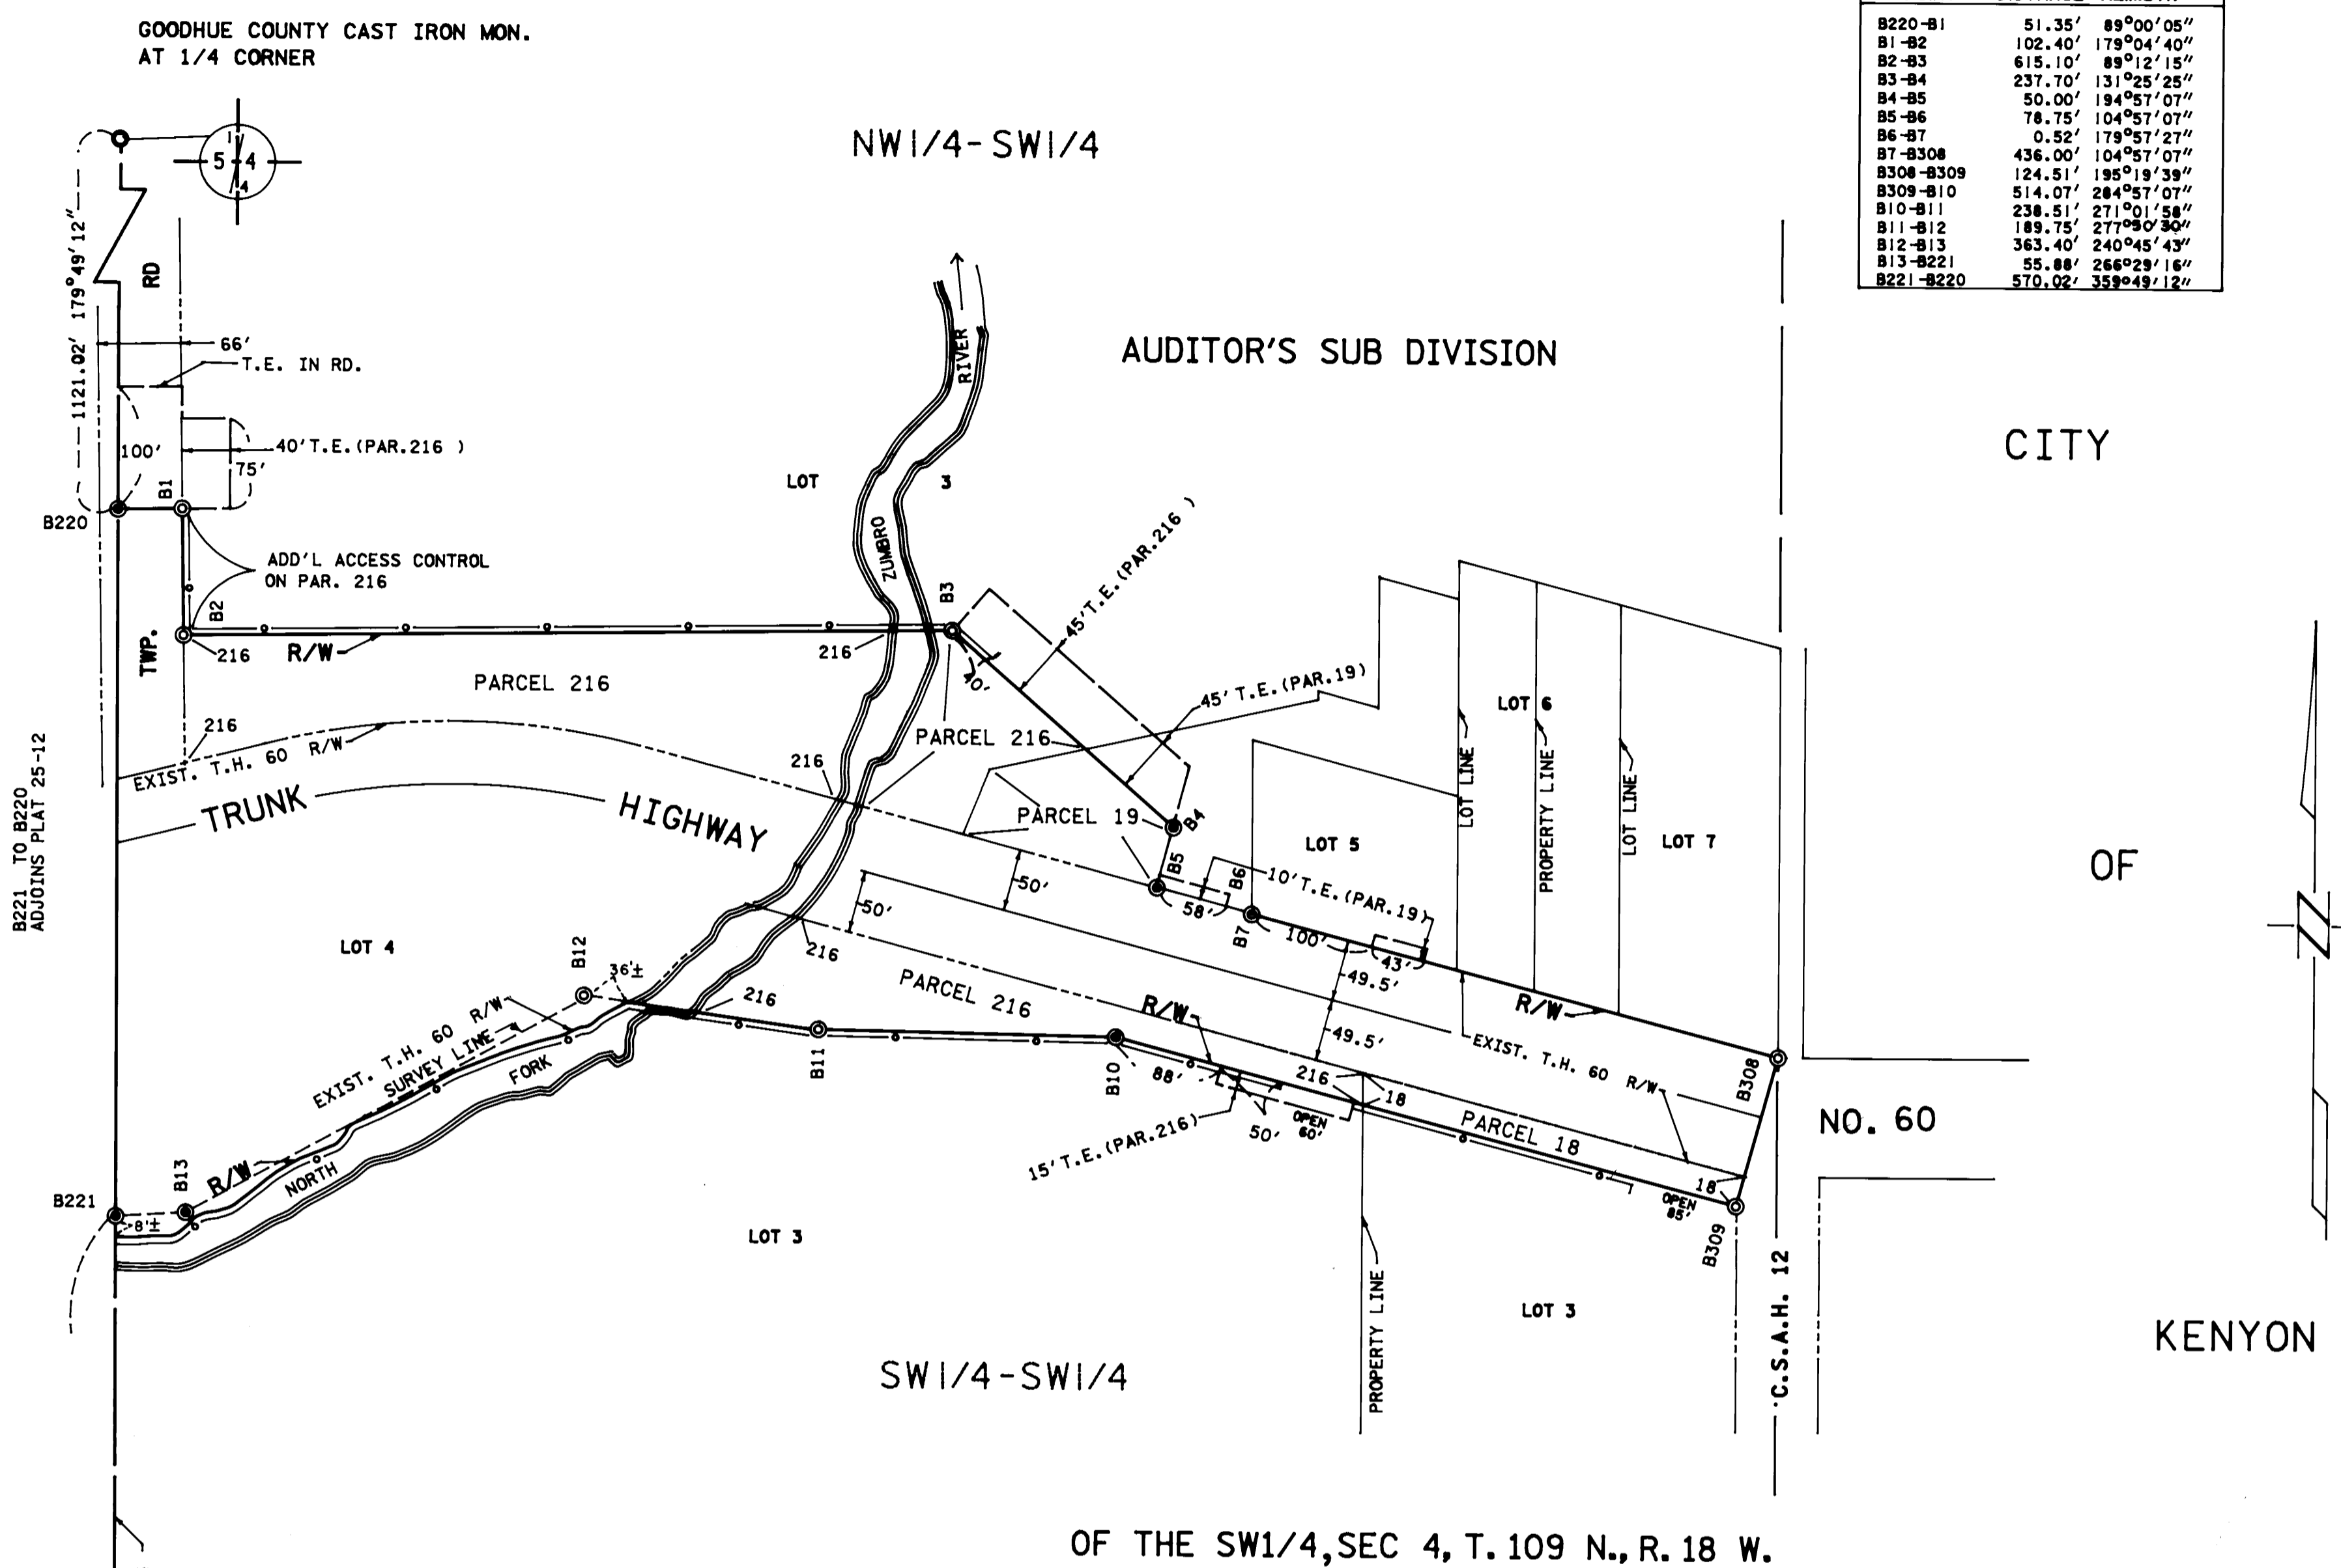 GOODHUE COUNTY CAST IRON MON.
AT 1/4 CORNER
B220-B1 51.35' 89°00'05"
B1-B2 102.40' 179°04'40"
B2-B3 615.10' 89°12'15"
B3-B4 237.70' 131°25'25"
B4-B5 50.00' 194°57'07"
B5-B6 78.75' 104°57'07"
B6-B7 0.52' 179°57'27"
B7-B308 436.00' 104°57'07"
B308-B309 124.51' 195°19'39"
B309-B10 514.07' 284°57'07"
B10-B11 238.51' 271°01'58"
B11-B12 189.75' 277°50'30"
B12-B13 363.40' 240°45'43"
B13-B221 55.88' 266°29'16"
B221-B220 570.02' 359°49'12"
1
5 4
4
NW1/4-SW1/4
1121.02' 179°49'12"
RD
66'
T.E. IN RD.
RIVER
AUDITOR'S SUB DIVISION
CITY
100'
40'T.E.(PAR.216 )
75'
B1
LOT 3
B220
ZUMBRO
45'T.E.(PAR.216 )
ADD'L ACCESS CONTROL
ON PAR. 216
B2
B3
TWP.
216
R/W
216
40'
PARCEL 216
45' T.E.(PAR.19)
LOT 6
216
EXIST. T.H. 60 R/W
PARCEL 216
216
TRUNK HIGHWAY
LOT LINE
PROPERTY LINE
LOT LINE
PARCEL 19
B4
B5
LOT 5
LOT 7
B221 TO B220
ADJOINS PLAT 25-12
OF
50'
50'
B6
10'T.E.(PAR.19)
58'
B7
100'
43'
LOT 4
B12
36'±
216
PARCEL 216
216
49.5'
R/W
R/W
49.5'
EXIST. T.H. 60 R/W
EXIST. T.H. 60 R/W
SURVEY LINE
FORK
B11
B10
88'
216
18
B308
PARCEL 18
NO. 60
OPEN
60'
50'
15'T.E.(PAR.216)
B13
R/W
NORTH
B221
8'±
18
OPEN
85'
B309
LOT 3
PROPERTY LINE
LOT 3
C.S.A.H. 12
KENYON
SW1/4-SW1/4
OF THE SW1/4,SEC 4, T. 109 N., R. 18 W.